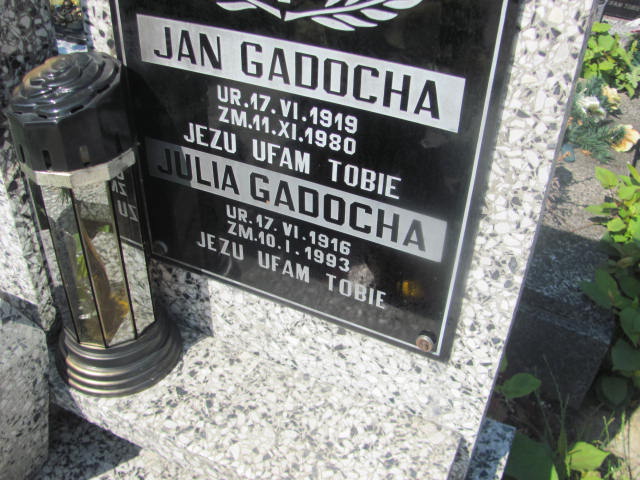 JAN GADOCHA
UR. 17. VI. 1919
ZM. 11. XI. 1980
JEZU UFAM TOBIE
JULIA GADOCHA
UR. 17. VI. 1916
ZM. 10. I. 1993
JEZU UFAM TOBIE